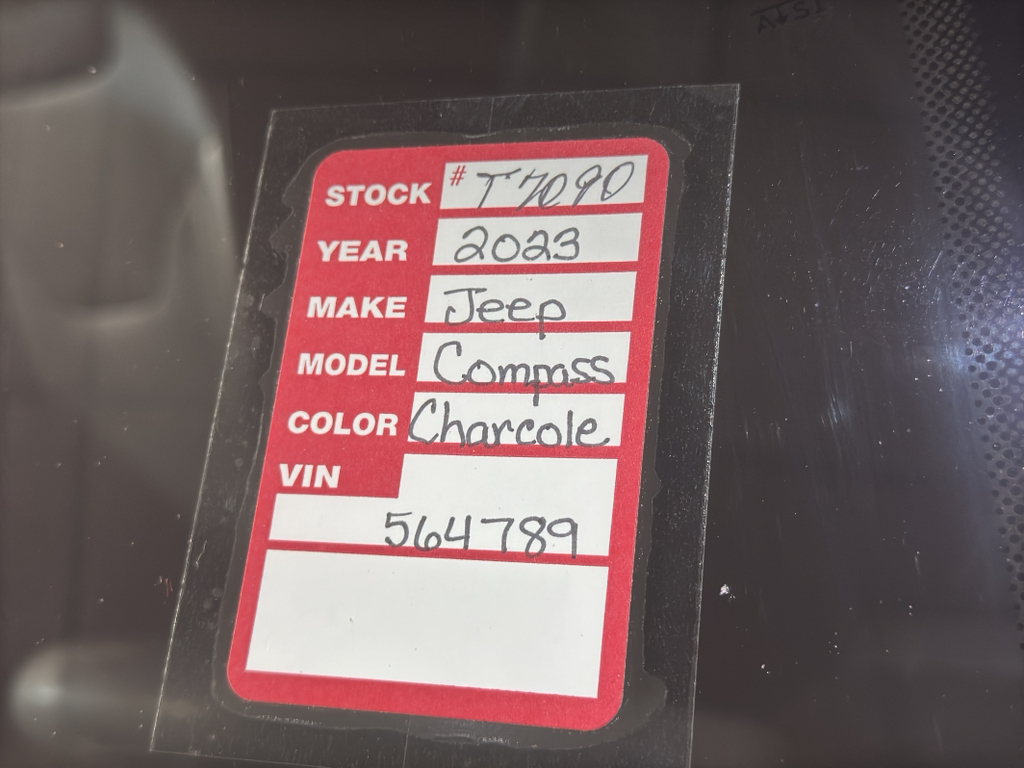 STOCK # T7090
YEAR 2023
MAKE Jeep
MODEL Compass
COLOR Charcole
VIN
564789